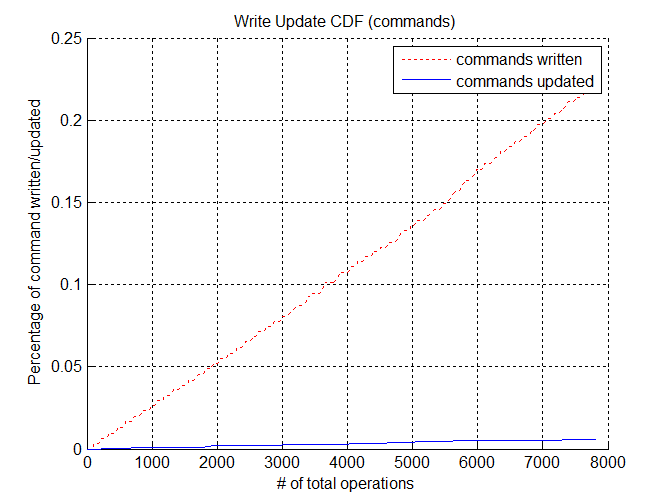 Write Update CDF (commands)
commands written
commands updated
Percentage of command written/updated
0.25
0.2
0.15
0.1
0.05
0
0 1000 2000 3000 4000 5000 6000 7000 8000
# of total operations